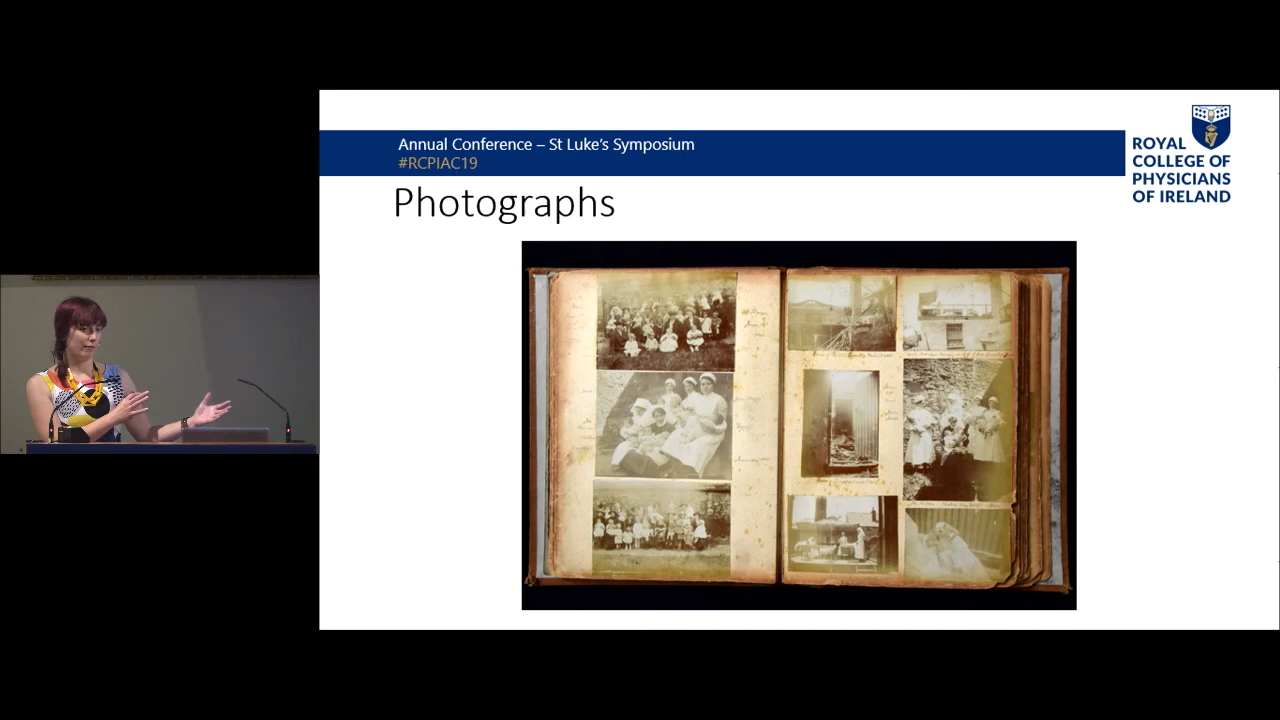 Annual Conference – St Luke's Symposium
#RCPIAC19
ROYAL
COLLEGE OF
PHYSICIANS
OF IRELAND
Photographs